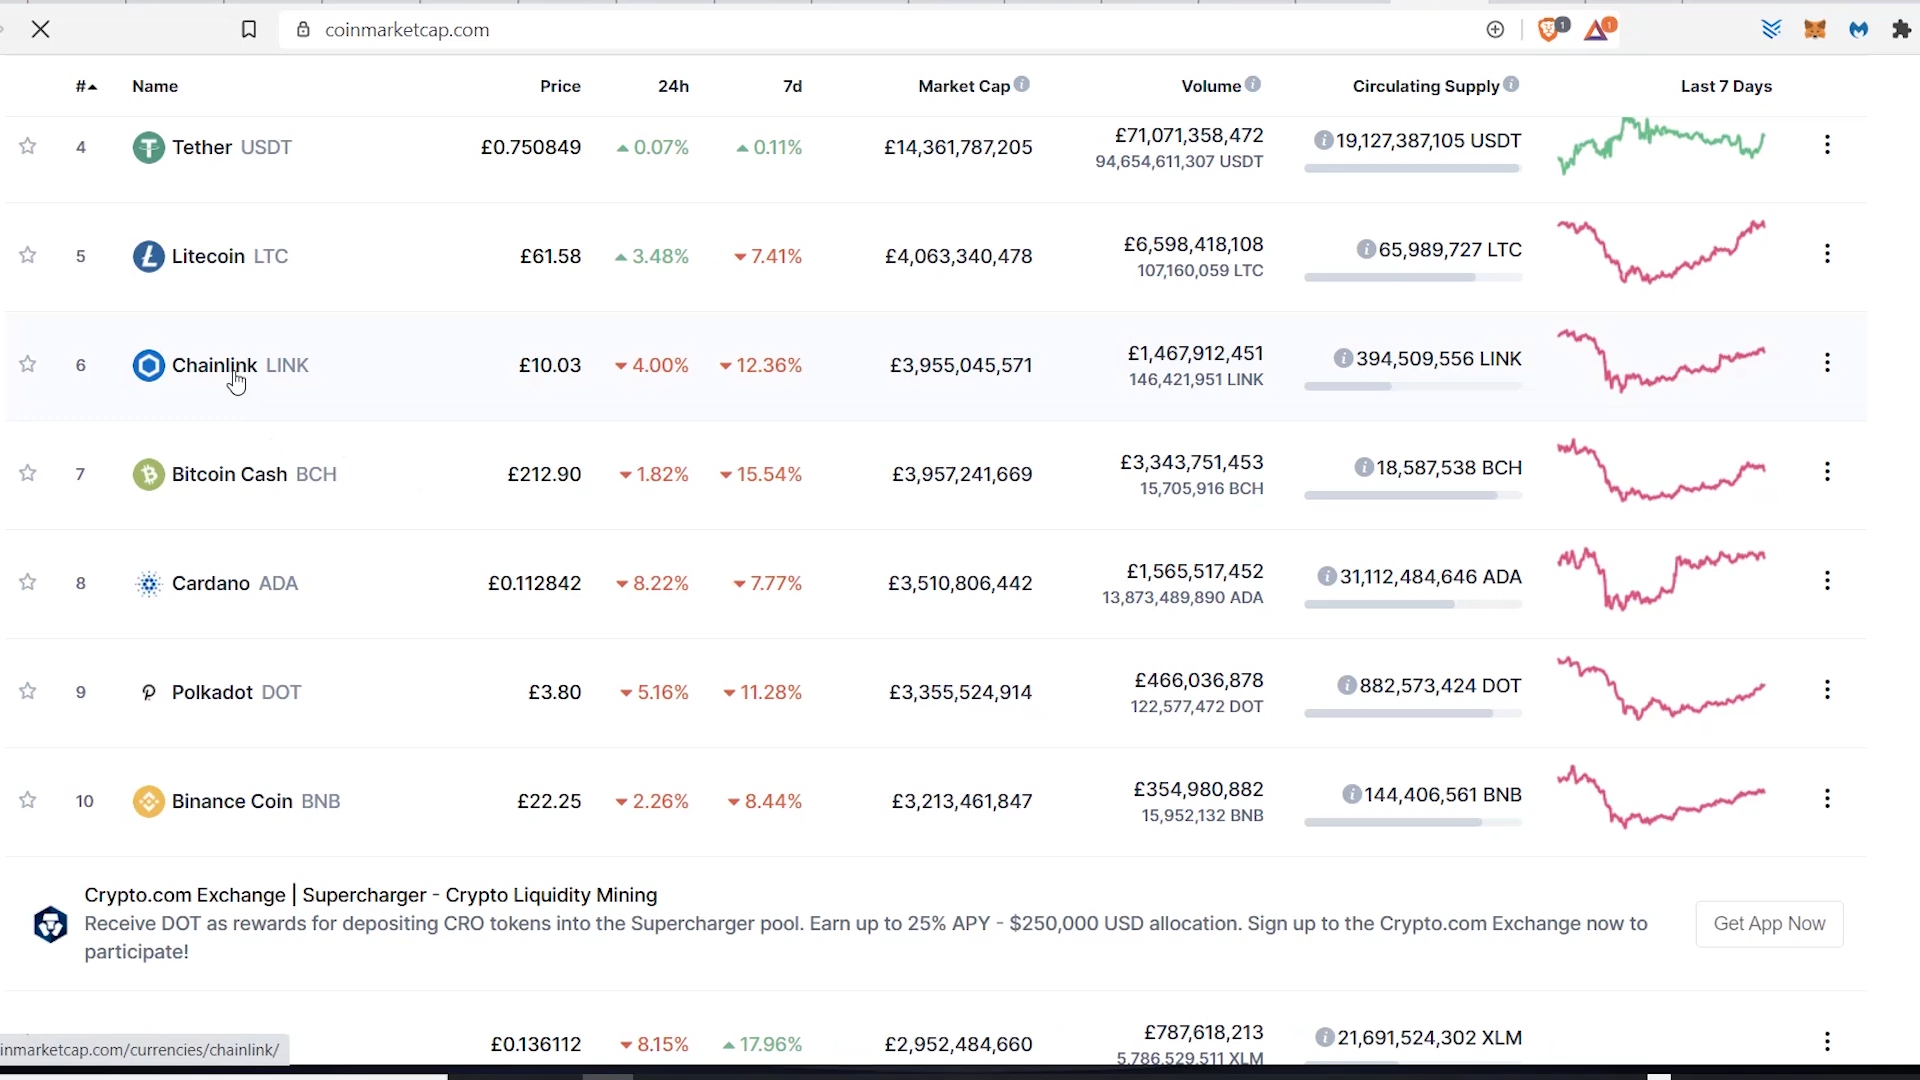 coinmarketcap.com
1
1
#
Name
Price
24h
7d
Market Cap
Volume
Circulating Supply
Last 7 Days
4 Tether USDT £0.750849 0.07% 0.11% £14,361,787,205 £71,071,358,472 19,127,387,105 USDT
94,654,611,307 USDT
5 Litecoin LTC £61.58 3.48% 7.41% £4,063,340,478 £6,598,418,108 65,989,727 LTC
107,160,059 LTC
6 Chainlink LINK £10.03 4.00% 12.36% £3,955,045,571 £1,467,912,451 394,509,556 LINK
146,421,951 LINK
7 Bitcoin Cash BCH £212.90 1.82% 15.54% £3,957,241,669 £3,343,751,453 18,587,538 BCH
15,705,916 BCH
8 Cardano ADA £0.112842 8.22% 7.77% £3,510,806,442 £1,565,517,452 31,112,484,646 ADA
13,873,489,890 ADA
9 Polkadot DOT £3.80 5.16% 11.28% £3,355,524,914 £466,036,878 882,573,424 DOT
122,577,472 DOT
10 Binance Coin BNB £22.25 2.26% 8.44% £3,213,461,847 £354,980,882 144,406,561 BNB
15,952,132 BNB
Crypto.com Exchange | Supercharger - Crypto Liquidity Mining
Receive DOT as rewards for depositing CRO tokens into the Supercharger pool. Earn up to 25% APY - $250,000 USD allocation. Sign up to the Crypto.com Exchange now to
participate!
Get App Now
£0.136112 8.15% 17.96% £2,952,484,660 £787,618,213 21,691,524,302 XLM
5,786,529,511 XLM
inmarketcap.com/currencies/chainlink/